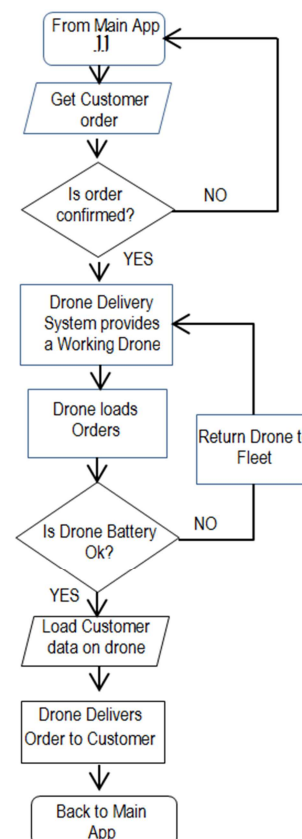 From Main App
1.1
Get Customer
order
Is order
confirmed?
NO
YES
Drone Delivery
System provides
a Working Drone
Drone loads
Orders
Return Drone t
Fleet
Is Drone Battery
Ok?
NO
YES
Load Customer
data on drone
Drone Delivers
Order to Customer
Back to Main
App